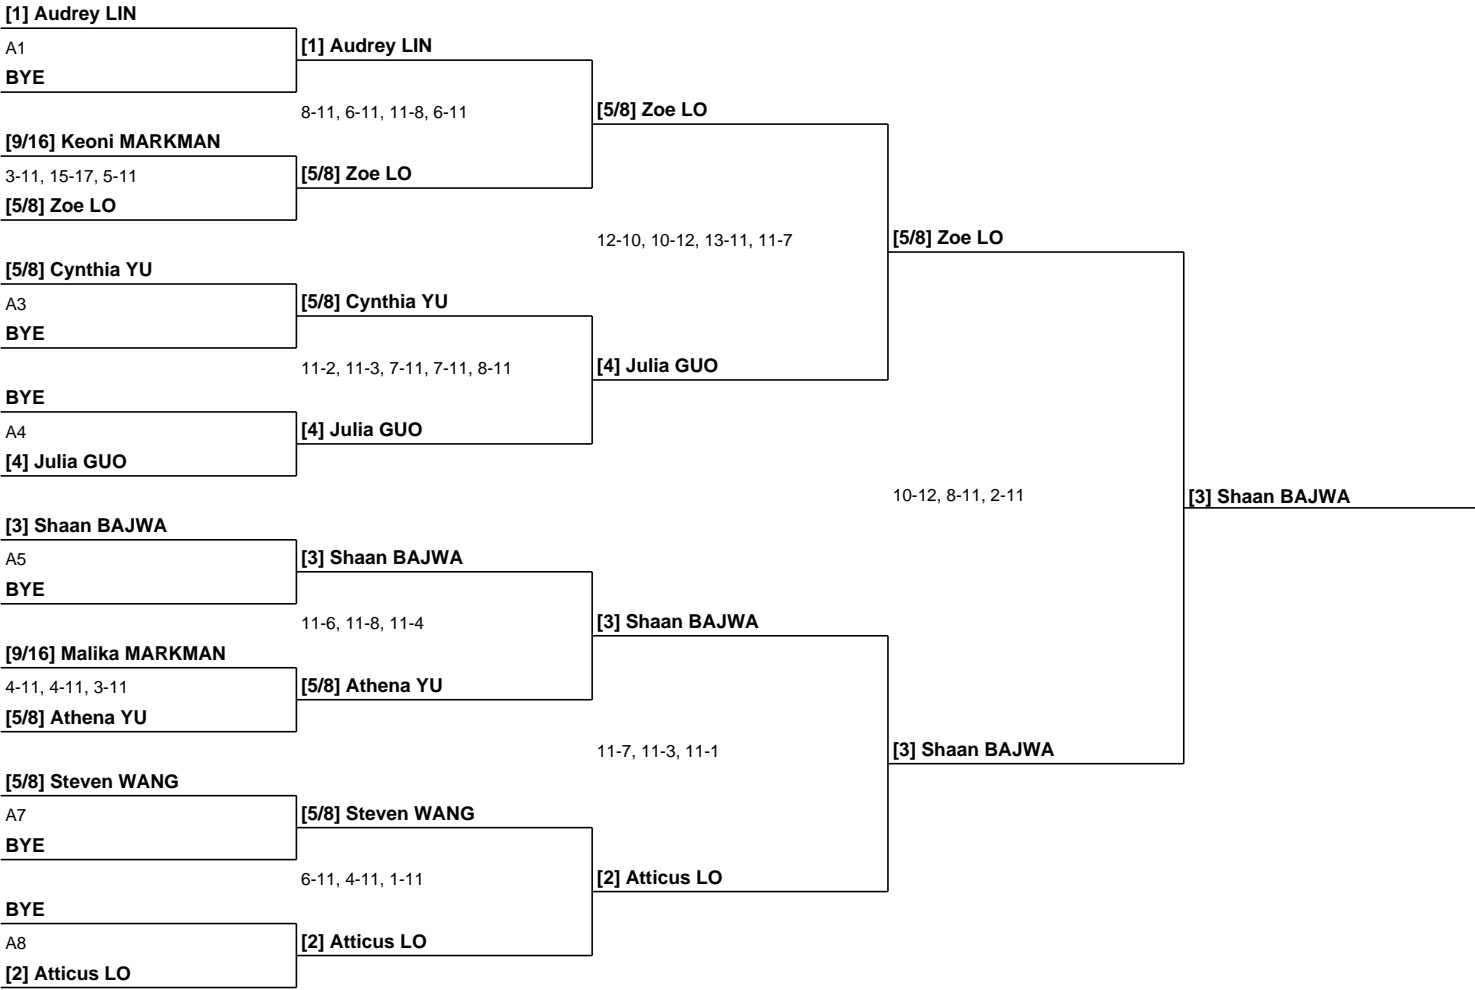 [1] Audrey LIN
A1
BYE
[9/16] Keoni MARKMAN
3-11, 15-17, 5-11
[5/8] Zoe LO
[5/8] Cynthia YU
A3
BYE
BYE
A4
[4] Julia GUO
[3] Shaan BAJWA
A5
BYE
[9/16] Malika MARKMAN
4-11, 4-11, 3-11
[5/8] Athena YU
[5/8] Steven WANG
A7
BYE
BYE
A8
[2] Atticus LO
[1] Audrey LIN
8-11, 6-11, 11-8, 6-11
[5/8] Zoe LO
[5/8] Cynthia YU
11-2, 11-3, 7-11, 7-11, 8-11
[4] Julia GUO
[3] Shaan BAJWA
11-6, 11-8, 11-4
[5/8] Athena YU
[5/8] Steven WANG
6-11, 4-11, 1-11
[2] Atticus LO
[5/8] Zoe LO
12-10, 10-12, 13-11, 11-7
[4] Julia GUO
[3] Shaan BAJWA
11-7, 11-3, 11-1
[2] Atticus LO
[5/8] Zoe LO
10-12, 8-11, 2-11
[3] Shaan BAJWA
[3] Shaan BAJWA